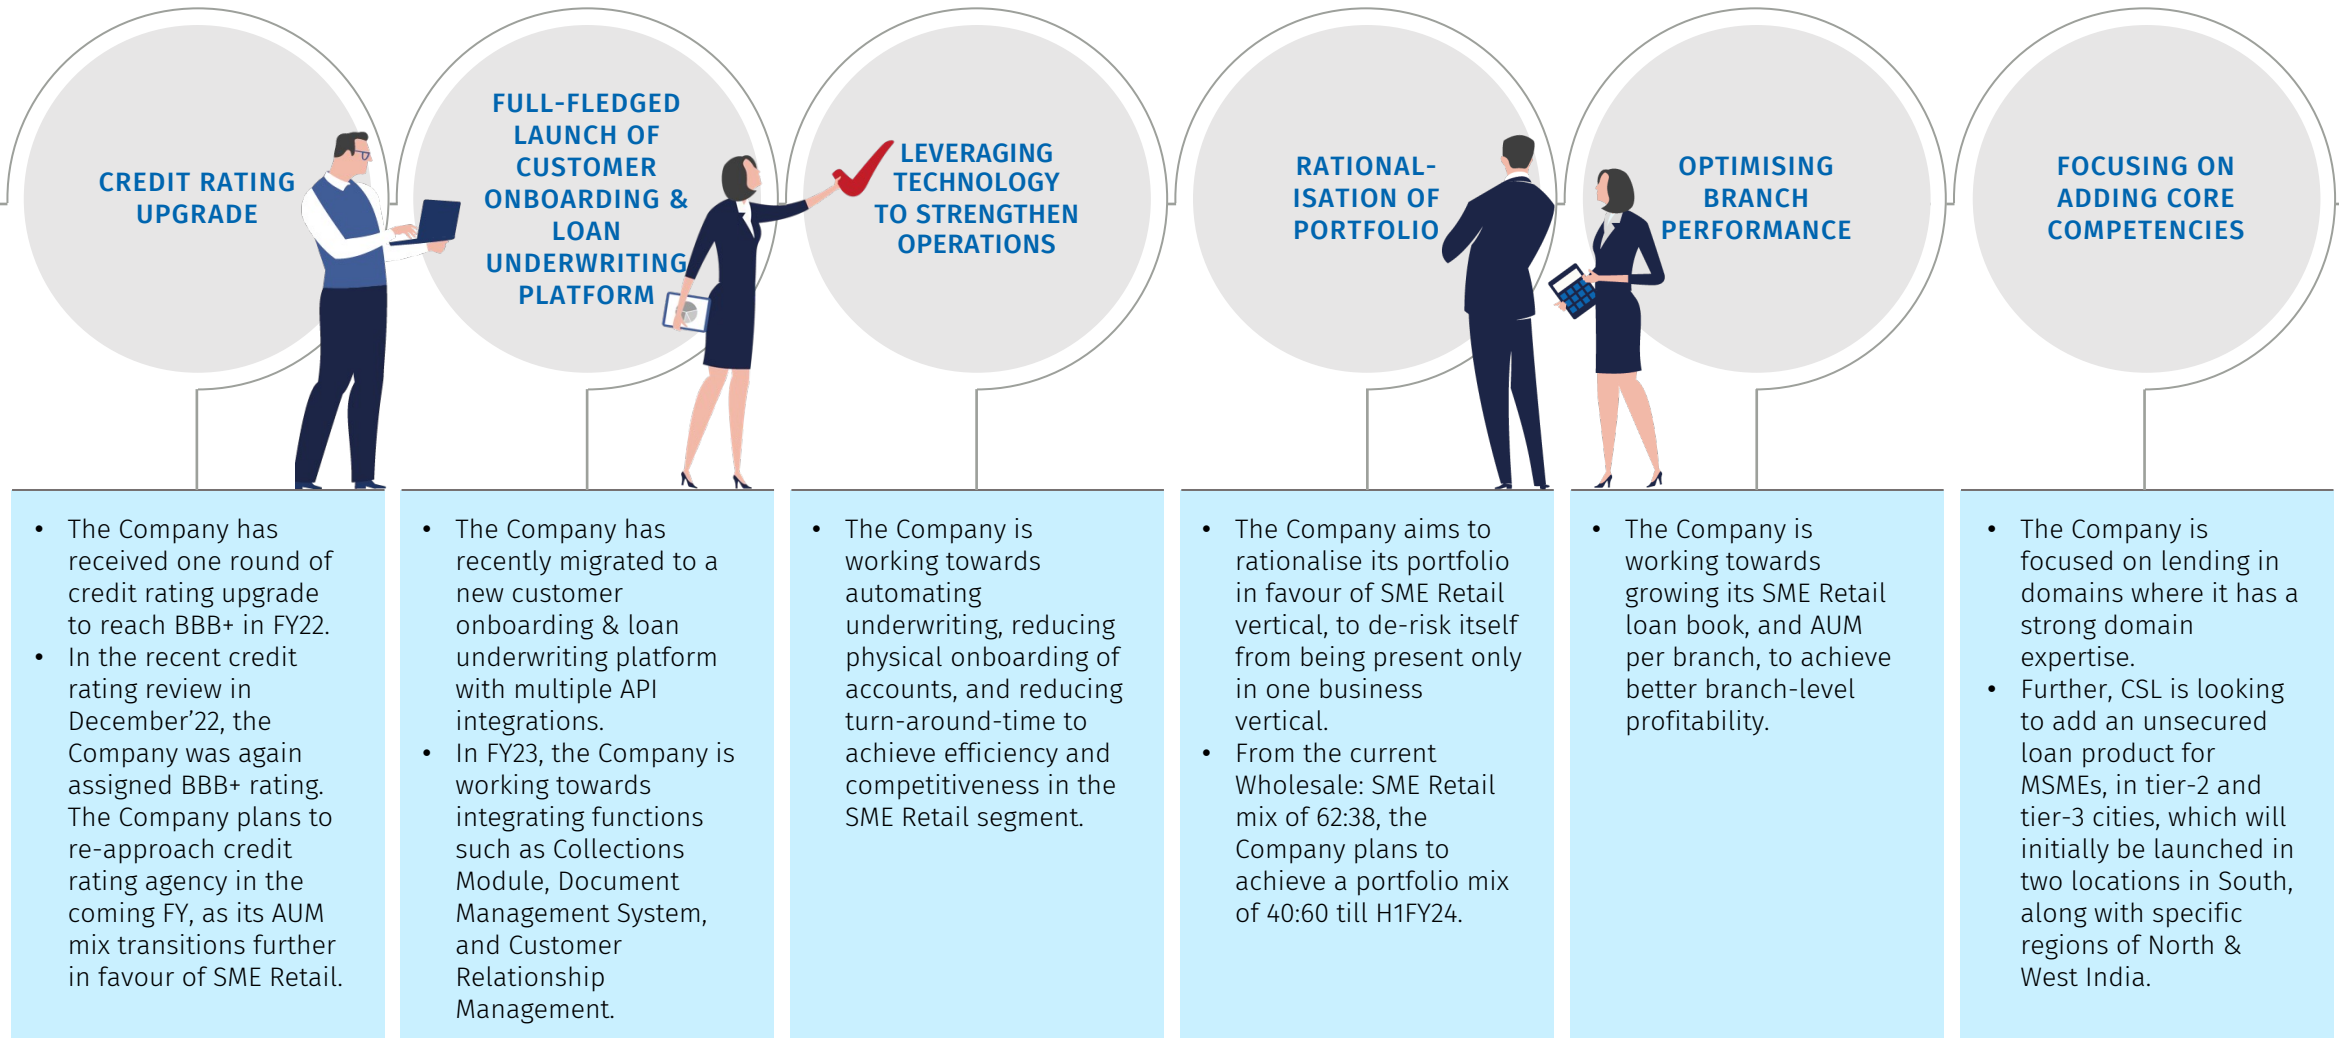 CREDIT RATING
UPGRADE
• The Company has
received one round of
credit rating upgrade
to reach BBB+ in FY22.
• In the recent credit
rating review in
December’22, the
Company was again
assigned BBB+ rating.
The Company plans to
re-approach credit
rating agency in the
coming FY, as its AUM
mix transitions further
in favour of SME Retail.
FULL-FLEDGED
LAUNCH OF
CUSTOMER
ONBOARDING &
LOAN
UNDERWRITING
PLATFORM
• The Company has
recently migrated to a
new customer
onboarding & loan
underwriting platform
with multiple API
integrations.
• In FY23, the Company is
working towards
integrating functions
such as Collections
Module, Document
Management System,
and Customer
Relationship
Management.
LEVERAGING
TECHNOLOGY
TO STRENGTHEN
OPERATIONS
• The Company is
working towards
automating
underwriting, reducing
physical onboarding of
accounts, and reducing
turn-around-time to
achieve efficiency and
competitiveness in the
SME Retail segment.
RATIONAL-
ISATION OF
PORTFOLIO
• The Company aims to
rationalise its portfolio
in favour of SME Retail
vertical, to de-risk itself
from being present only
in one business
vertical.
• From the current
Wholesale: SME Retail
mix of 62:38, the
Company plans to
achieve a portfolio mix
of 40:60 till H1FY24.
OPTIMISING
BRANCH
PERFORMANCE
• The Company is
working towards
growing its SME Retail
loan book, and AUM
per branch, to achieve
better branch-level
profitability.
FOCUSING ON
ADDING CORE
COMPETENCIES
• The Company is
focused on lending in
domains where it has a
strong domain
expertise.
• Further, CSL is looking
to add an unsecured
loan product for
MSMEs, in tier-2 and
tier-3 cities, which will
initially be launched in
two locations in South,
along with specific
regions of North &
West India.